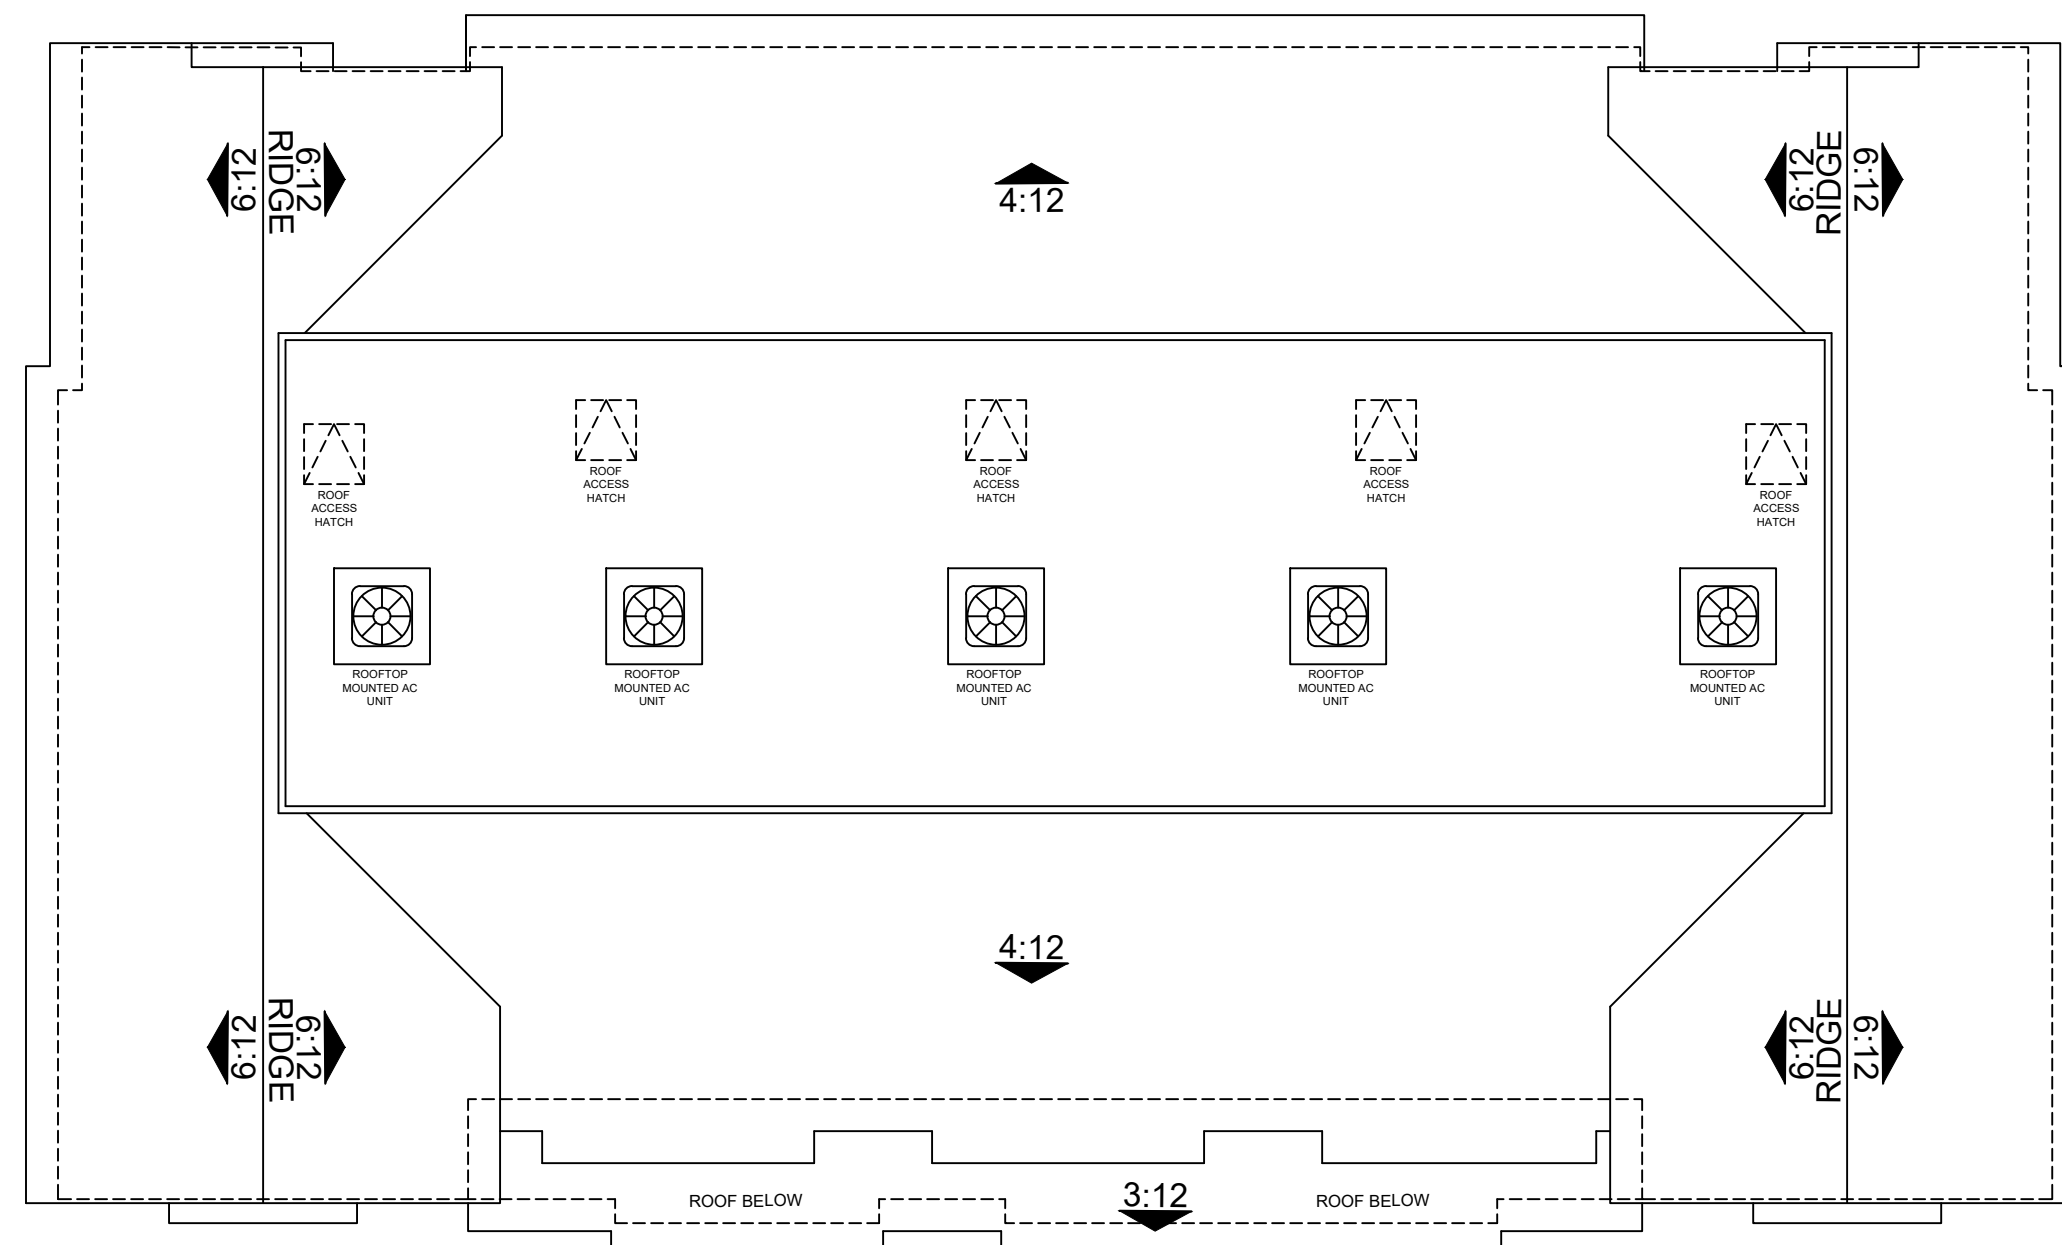 6:12
RIDGE
6:12
4:12
6:12
RIDGE
6:12
ROOF
ACCESS
HATCH
ROOF
ACCESS
HATCH
ROOF
ACCESS
HATCH
ROOF
ACCESS
HATCH
ROOF
ACCESS
HATCH
ROOFTOP
MOUNTED AC
UNIT
ROOFTOP
MOUNTED AC
UNIT
ROOFTOP
MOUNTED AC
UNIT
ROOFTOP
MOUNTED AC
UNIT
ROOFTOP
MOUNTED AC
UNIT
4:12
6:12
RIDGE
6:12
6:12
RIDGE
6:12
ROOF BELOW
3:12
ROOF BELOW